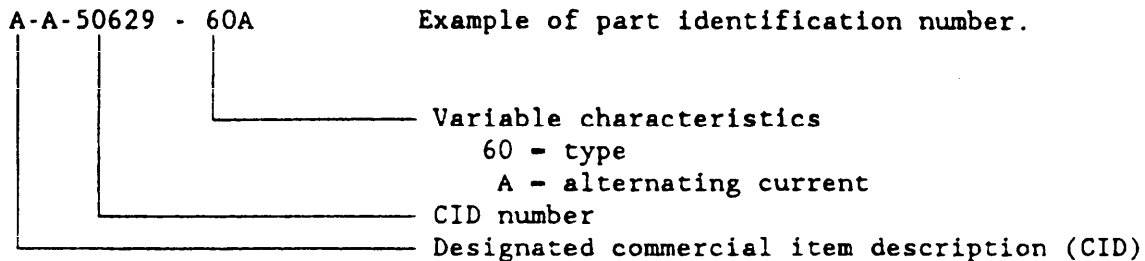 A-A-50629 - 60A Example of part identification number.
Variable characteristics
60 - type
A - alternating current
CID number
Designated commercial item description (CID)